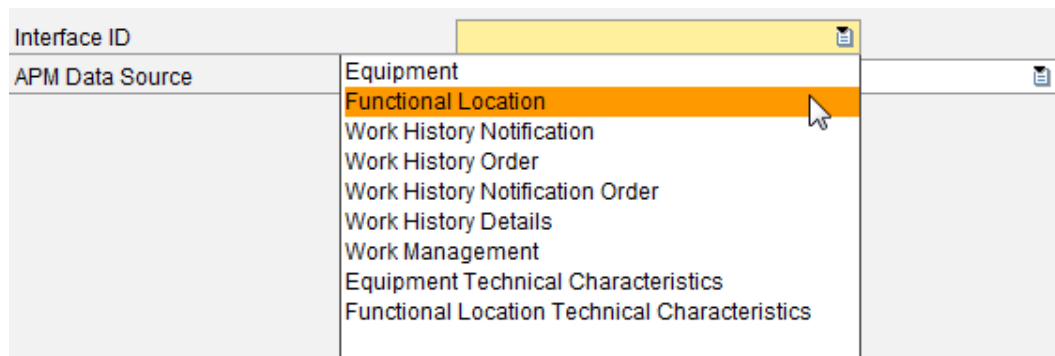 Interface ID
APM Data Source
Equipment
Functional Location
Work History Notification
Work History Order
Work History Notification Order
Work History Details
Work Management
Equipment Technical Characteristics
Functional Location Technical Characteristics